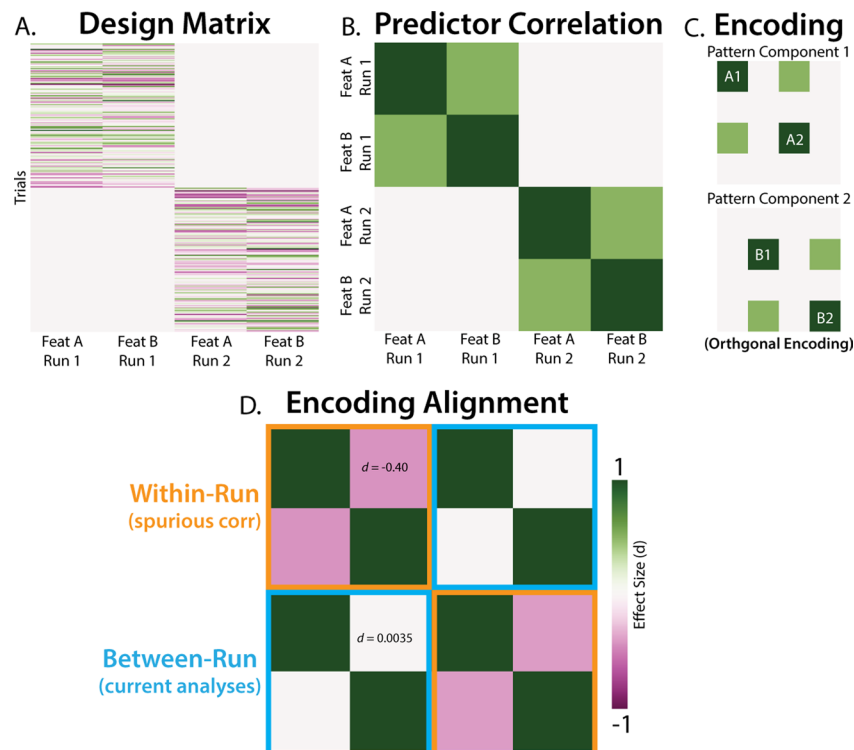 A. Design Matrix
Trials
Feat A
Run 1
Feat B
Run 1
Feat A
Run 2
Feat B
Run 2
B. Predictor Correlation
Feat A
Run 1
Feat B
Run 1
Feat A
Run 2
Feat B
Run 2
Feat A
Run 1
Feat B
Run 1
Feat A
Run 2
Feat B
Run 2
C. Encoding
Pattern Component 1
A1
A2
Pattern Component 2
B1
B2
(Orthgonal Encoding)
D. Encoding Alignment
Within-Run
(spurious corr)
d = -0.40
Between-Run
(current analyses)
d = 0.0035
1
Effect Size (d)
-1